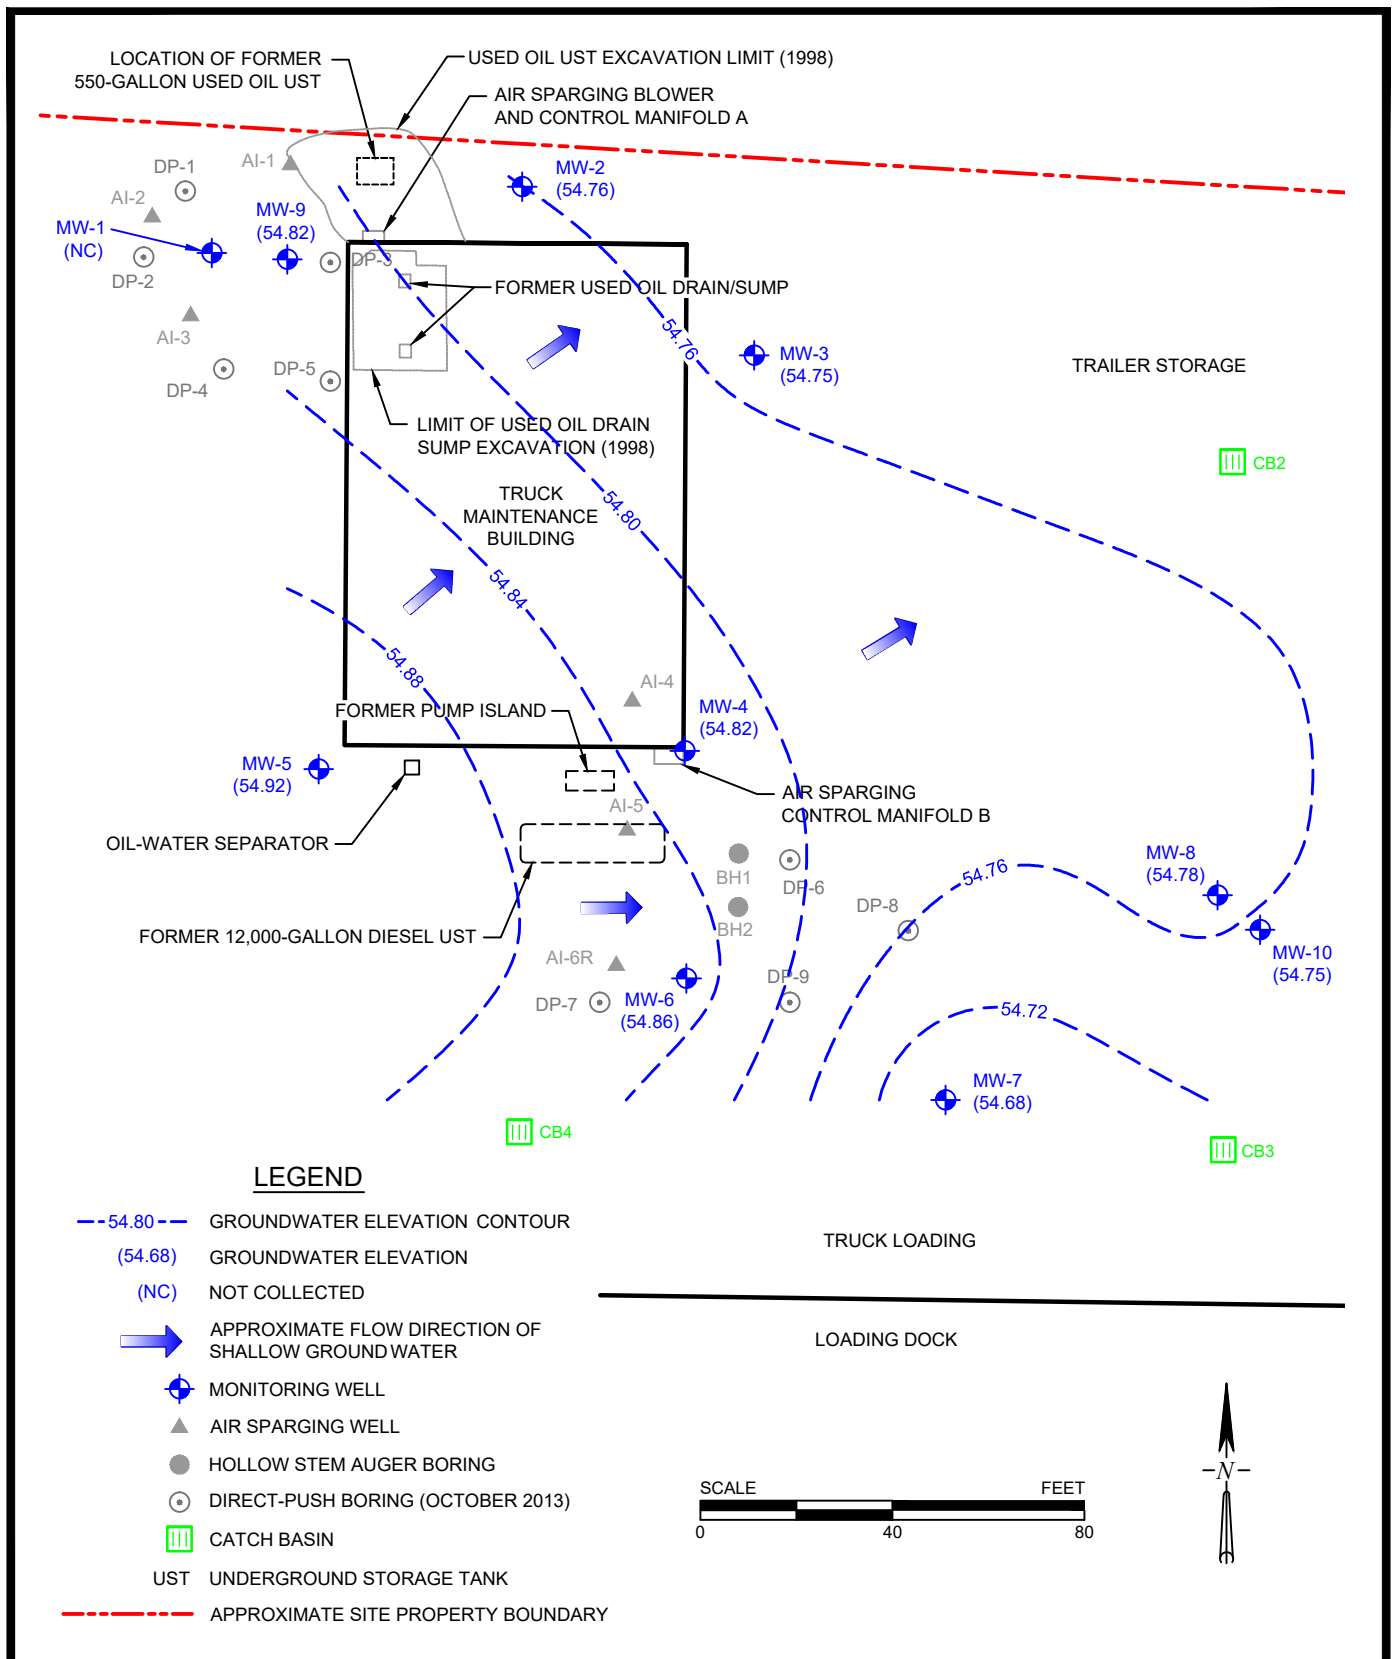 LOCATION OF FORMER
550-GALLON USED OIL UST
USED OIL UST EXCAVATION LIMIT (1998)
AIR SPARGING BLOWER
AND CONTROL MANIFOLD A
DP-1
AI-1
MW-2
(54.76)
AI-2
MW-1
(NC)
MW-9
(54.82)
DP-2
DP-3
FORMER USED OIL DRAIN/SUMP
AI-3
54.76
MW-3
(54.75)
TRAILER STORAGE
DP-4
DP-5
LIMIT OF USED OIL DRAIN
SUMP EXCAVATION (1998)
CB2
TRUCK
MAINTENANCE
BUILDING
54.80
54.84
54.88
AI-4
FORMER PUMP ISLAND
MW-4
(54.82)
MW-5
(54.92)
AIR SPARGING
CONTROL MANIFOLD B
AI-5
OIL-WATER SEPARATOR
BH1
DP-6
54.76
MW-8
(54.78)
DP-8
BH2
FORMER 12,000-GALLON DIESEL UST
AI-6R
DP-9
MW-10
(54.75)
DP-7
MW-6
(54.86)
54.72
MW-7
(54.68)
CB4
CB3
LEGEND
54.80
GROUNDWATER ELEVATION CONTOUR
(54.68)
GROUNDWATER ELEVATION
(NC)
NOT COLLECTED
APPROXIMATE FLOW DIRECTION OF
SHALLOW GROUNDWATER
MONITORING WELL
AIR SPARGING WELL
HOLLOW STEM AUGER BORING
DIRECT-PUSH BORING (OCTOBER 2013)
CATCH BASIN
UST
UNDERGROUND STORAGE TANK
APPROXIMATE SITE PROPERTY BOUNDARY
TRUCK LOADING
LOADING DOCK
SCALE
FEET
0
40
80
N